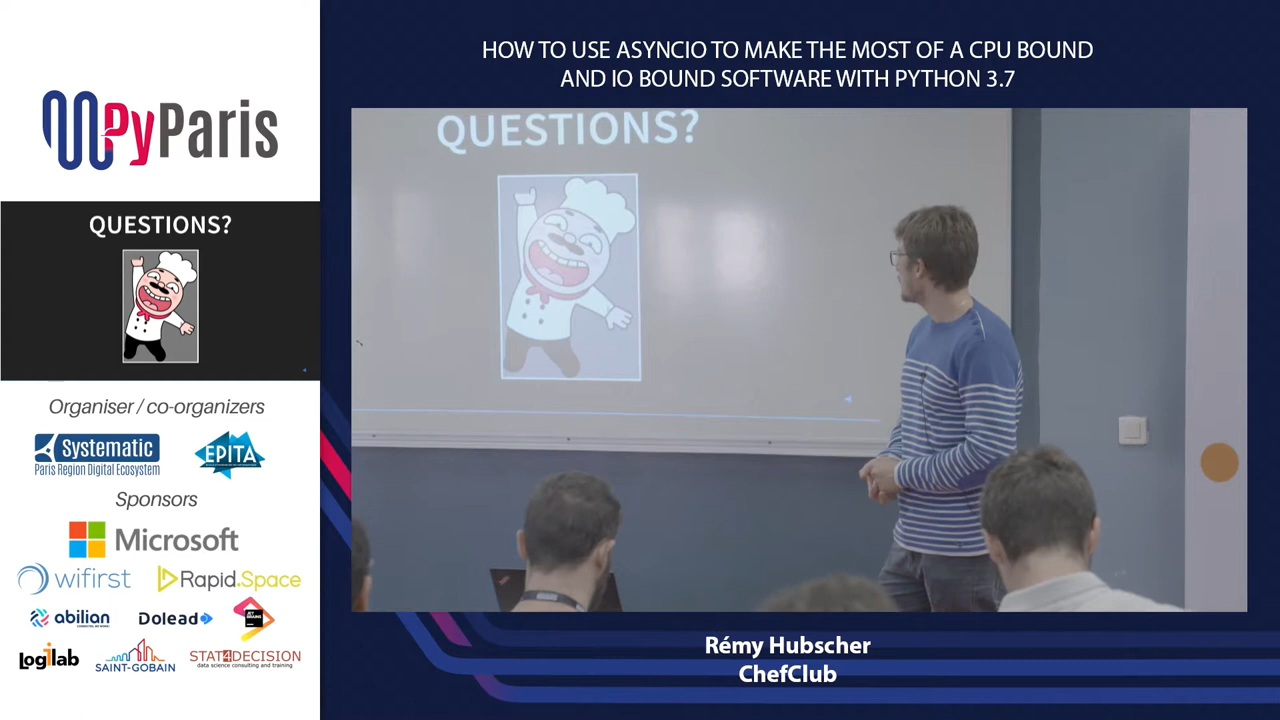 HOW TO USE ASYNCIO TO MAKE THE MOST OF A CPU BOUND
AND IO BOUND SOFTWARE WITH PYTHON 3.7
PyParis
QUESTIONS?
QUESTIONS?
Organiser / co-organizers
Systematic
Paris Region Digital Ecosystem
EPITA
Sponsors
Microsoft
wifirst
Rapid.Space
abilian
Dolead
JET
BRAINS
Logilab
SAINT-GOBAIN
STAT4DECISION
data science consulting and training
Rémy Hubscher
ChefClub